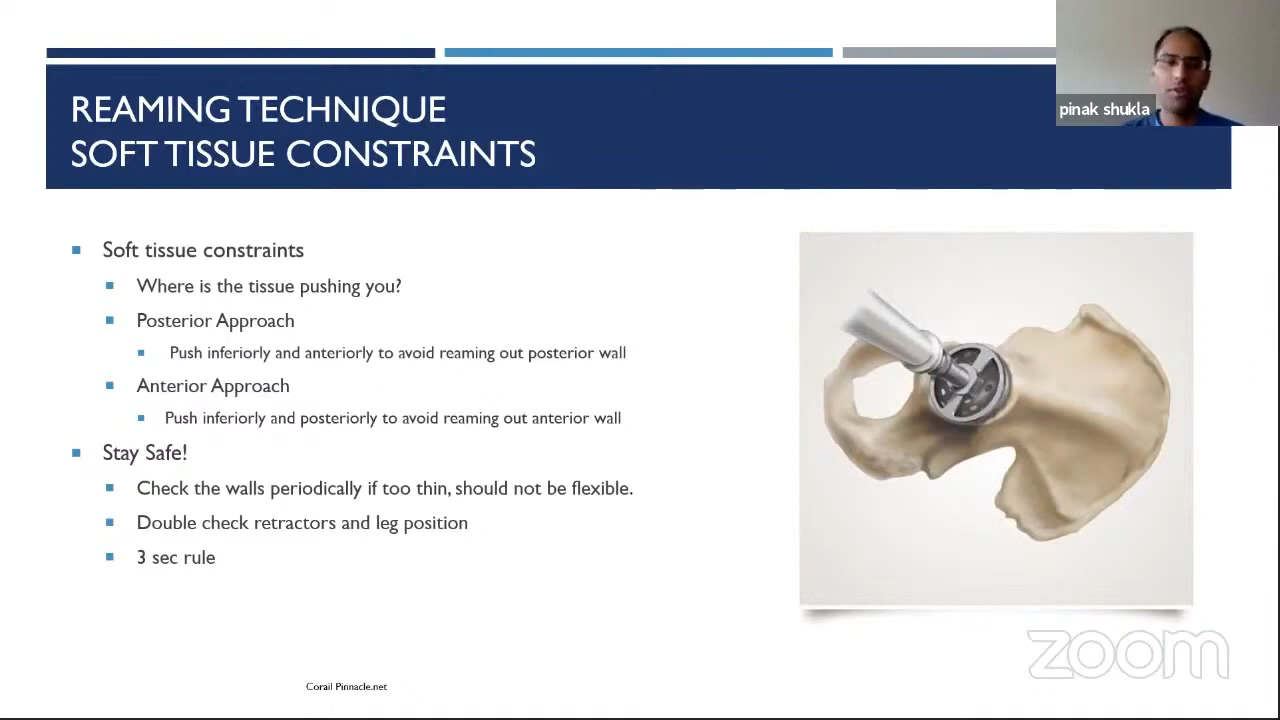 REAMING TECHNIQUE
SOFT TISSUE CONSTRAINTS
pinak shukla
Soft tissue constraints
Where is the tissue pushing you?
Posterior Approach
Push inferiorly and anteriorly to avoid reaming out posterior wall
Anterior Approach
Push inferiorly and posteriorly to avoid reaming out anterior wall
Stay Safe!
Check the walls periodically if too thin, should not be flexible.
Double check retractors and leg position
3 sec rule
zoom
Corail Pinnacle.net